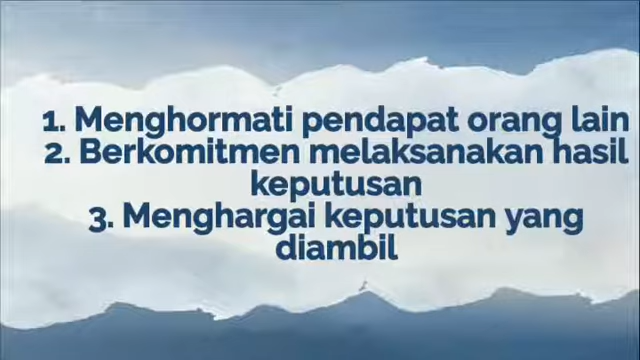 1. Menghormati pendapat orang lain
2. Berkomitmen melaksanakan hasil
keputusan
3. Menghargai keputusan yang
diambil